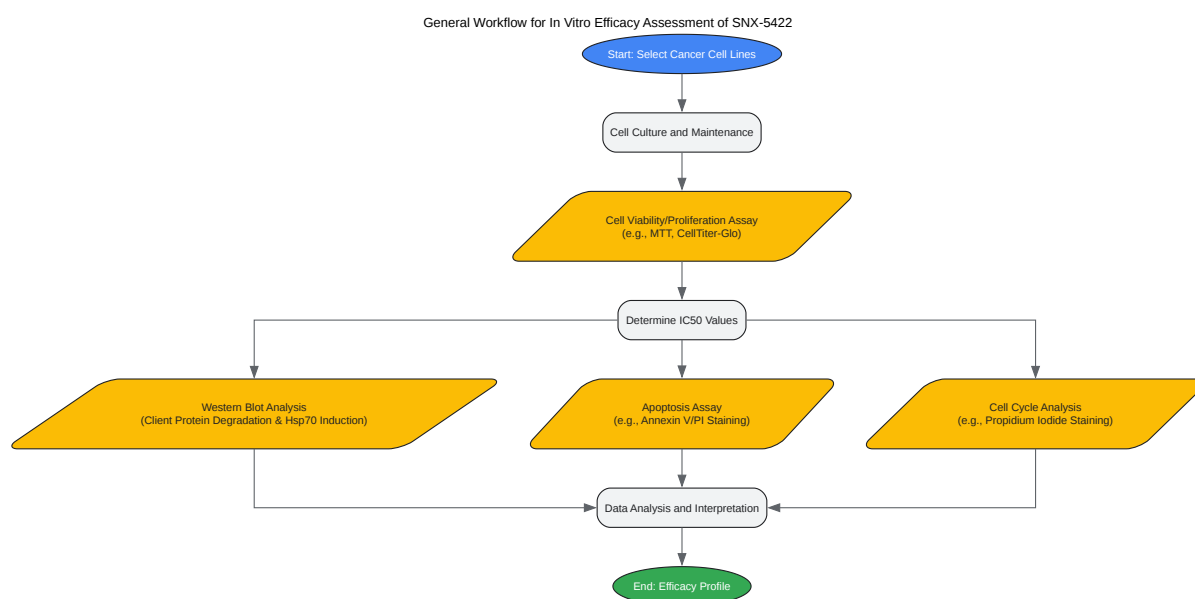 General Workflow for In Vitro Efficacy Assessment of SNX-5422
Start: Select Cancer Cell Lines
Cell Culture and Maintenance
Cell Viability/Proliferation Assay
(e.g., MTT, CellTiter-Glo)
Determine IC50 Values
Western Blot Analysis
(Client Protein Degradation & Hsp70 Induction)
Apoptosis Assay
(e.g., Annexin V/PI Staining)
Cell Cycle Analysis
(e.g., Propidium Iodide Staining)
Data Analysis and Interpretation
End: Efficacy Profile